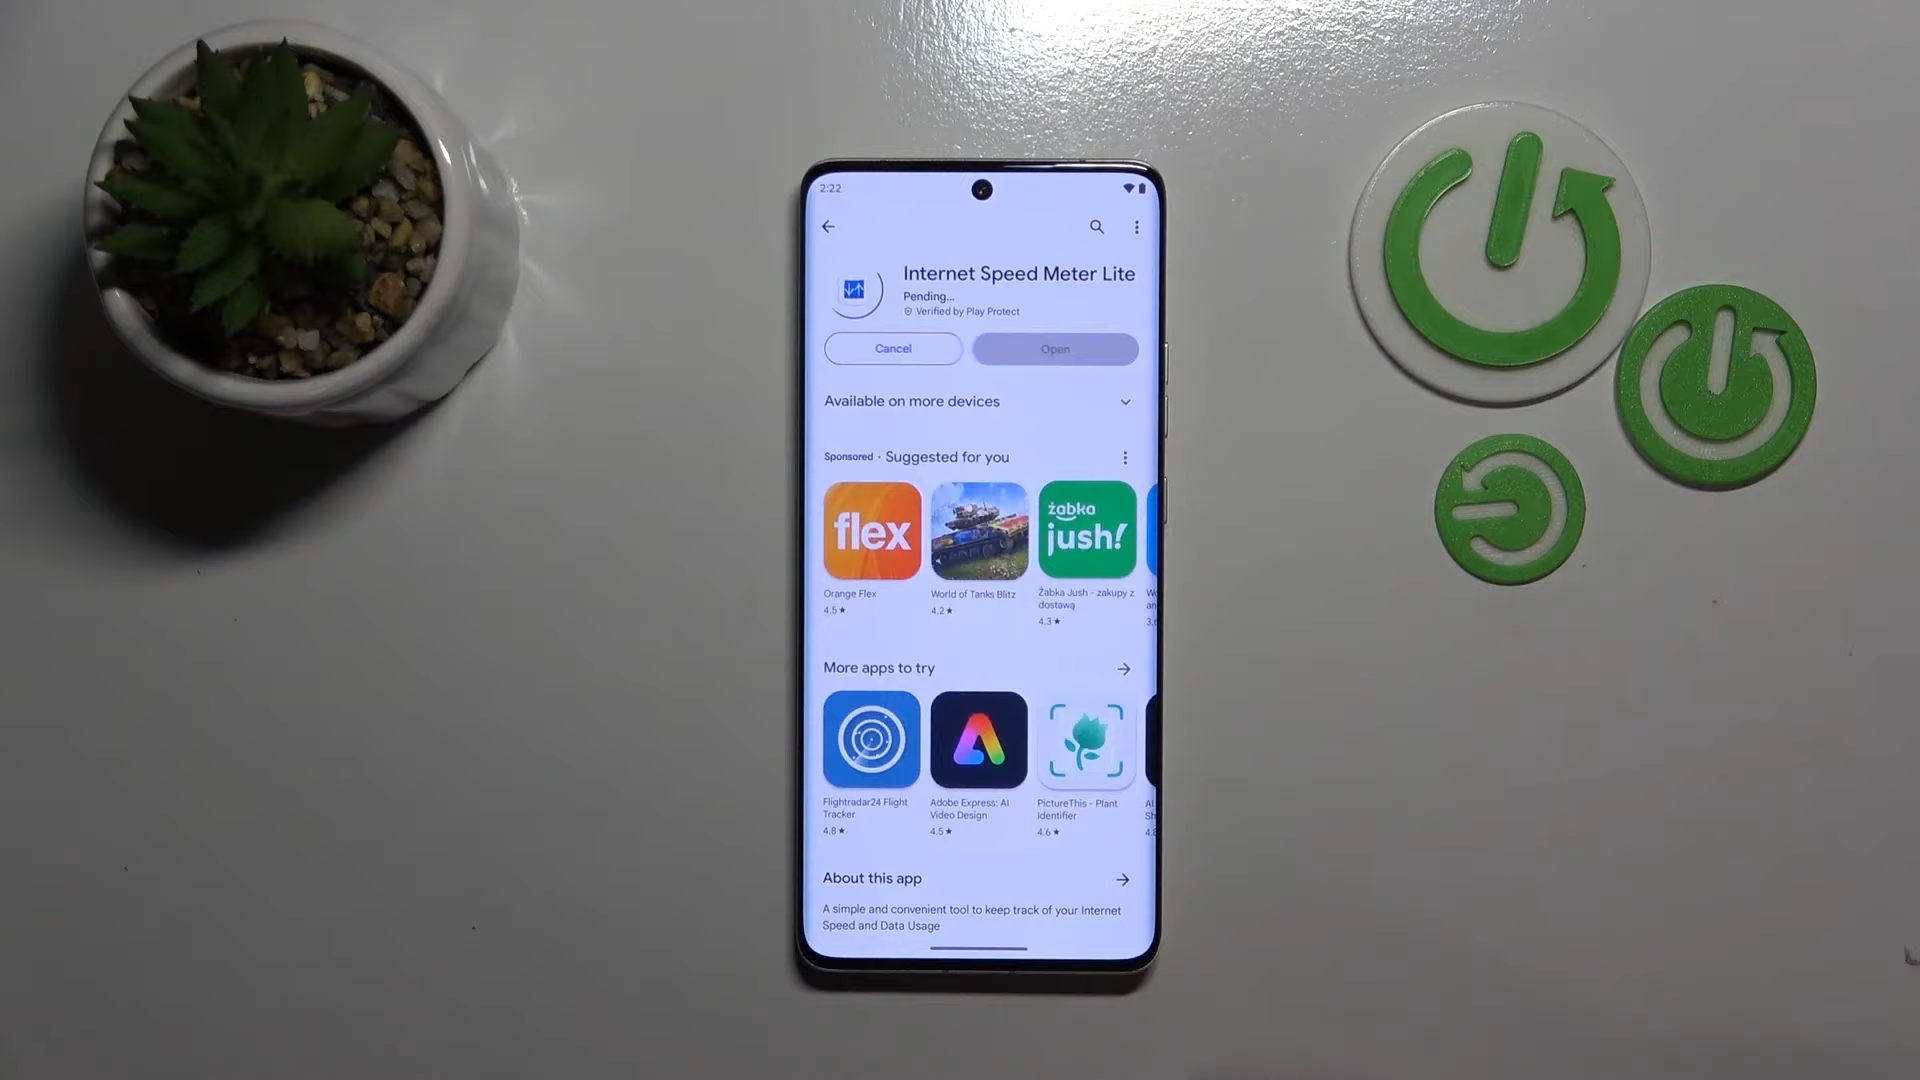 2:22
Internet Speed Meter Lite
Pending...
Verified by Play Protect
Cancel
Open
Available on more devices
Sponsored · Suggested for you
flex
żabka
jush!
Orange Flex
World of Tanks Blitz
Żabka Jush - zakupy z
dostawą
4.5★
4.2★
4.3★
More apps to try
Flightradar24 Flight
Tracker
4.8★
Adobe Express: AI
Video Design
4.5★
PictureThis - Plant
Identifier
4.6★
About this app
A simple and convenient tool to keep track of your Internet
Speed and Data Usage